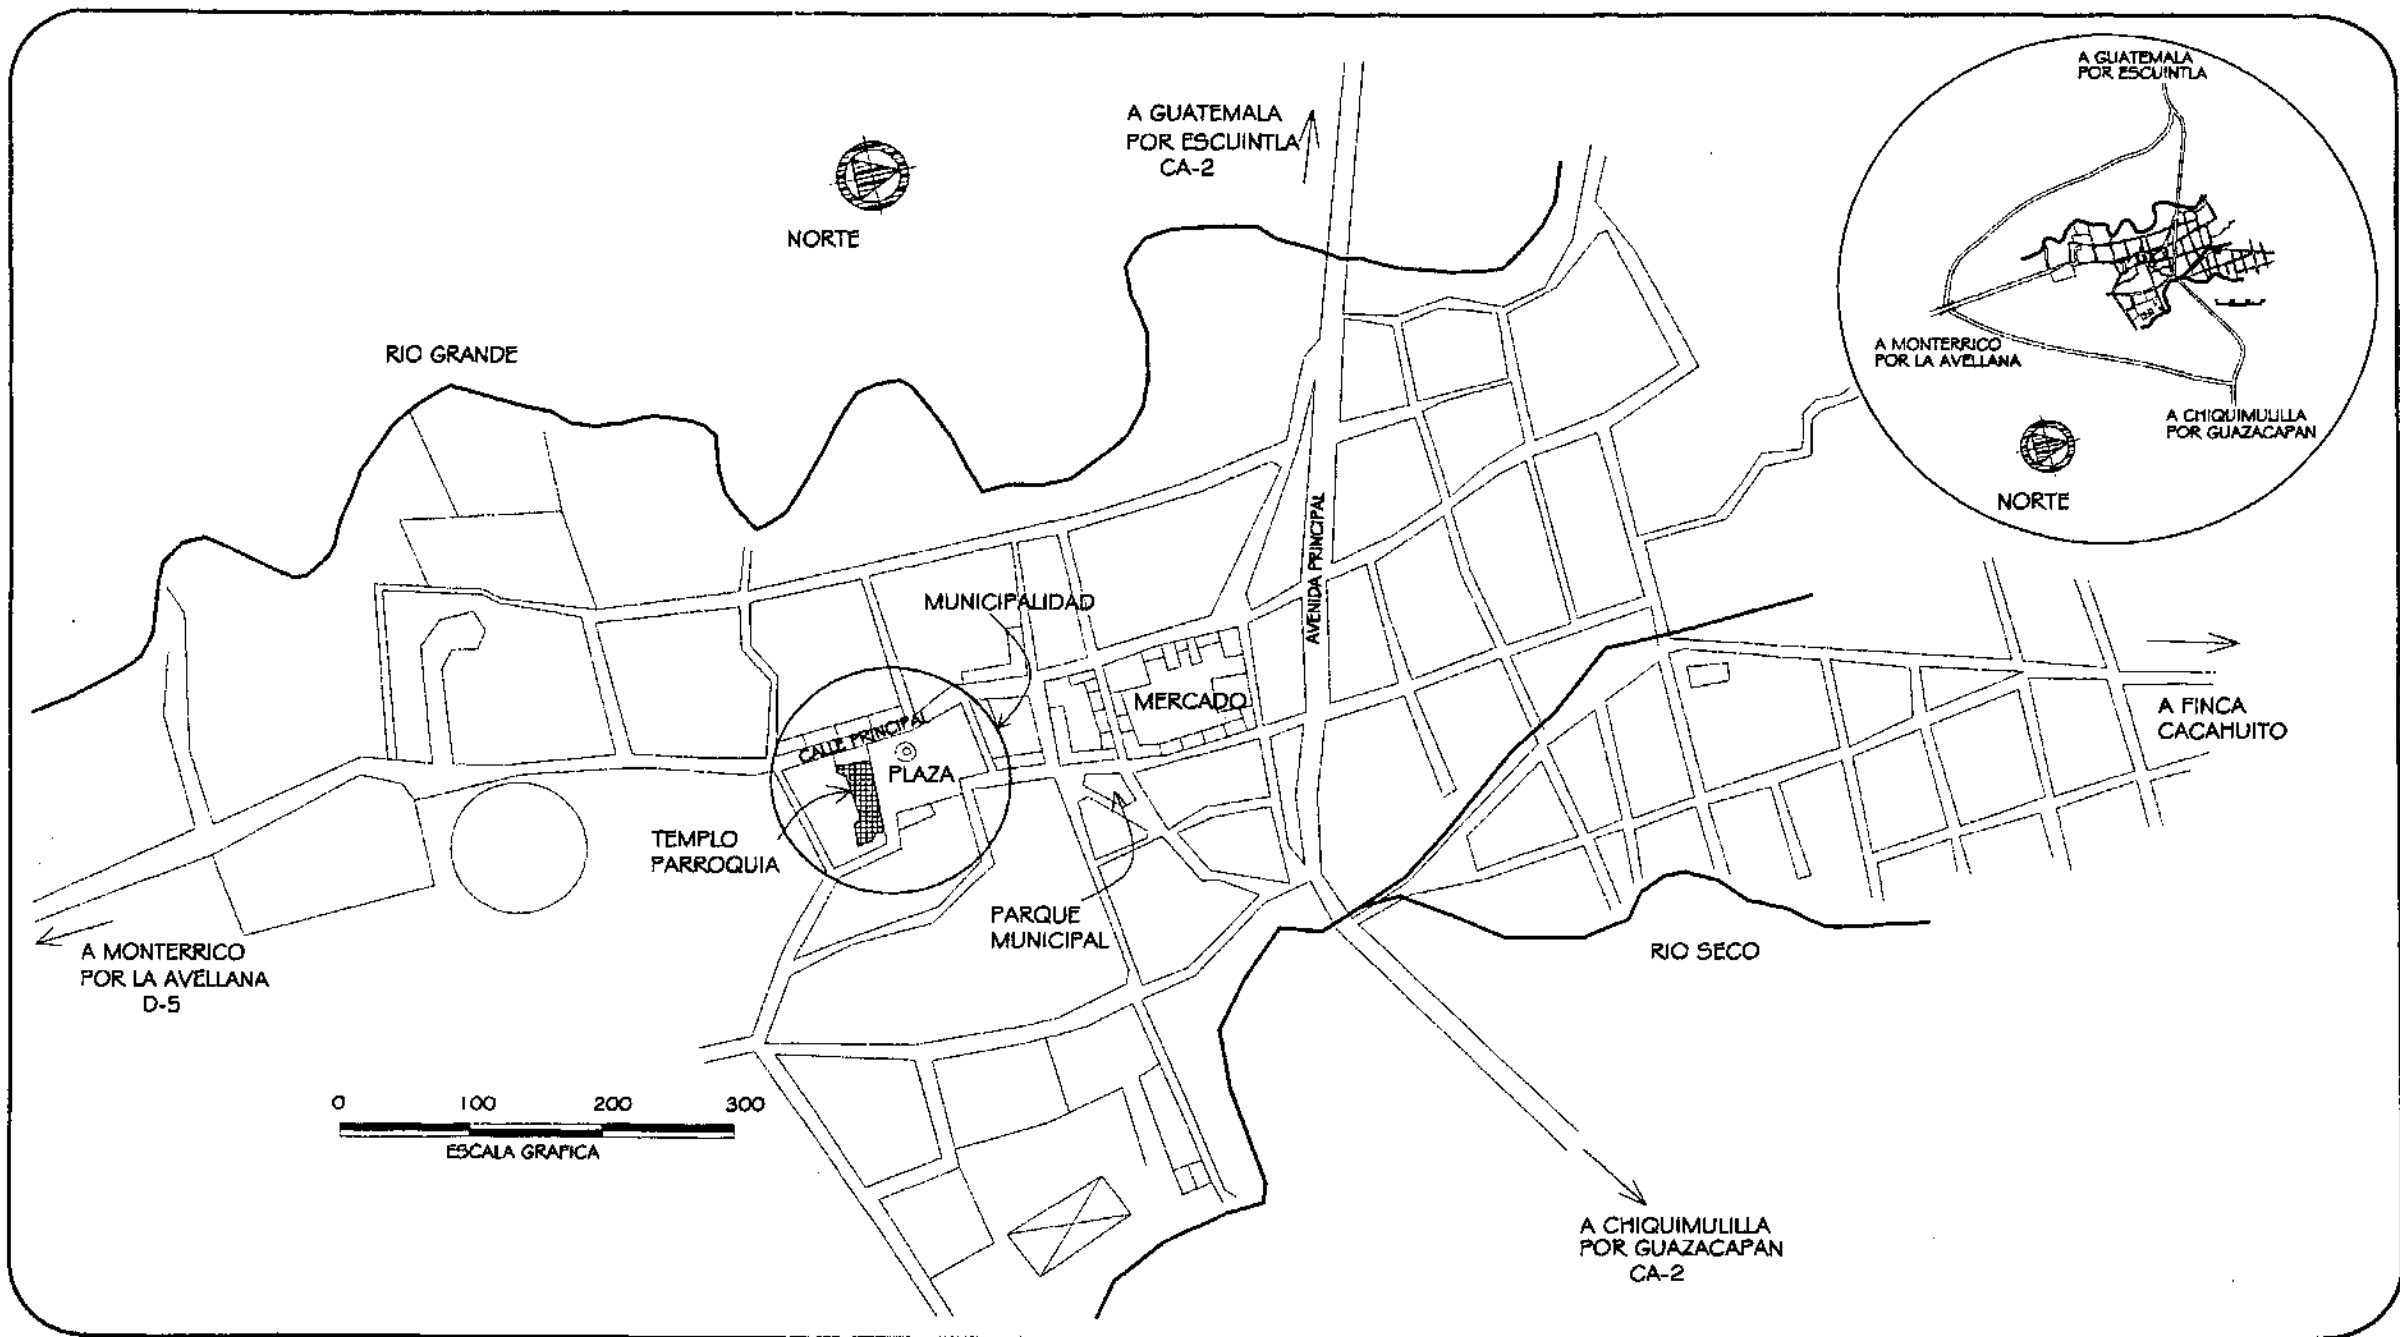 A GUATEMALA
POR ESCUINTLA
CA-2
NORTE
A GUATEMALA
POR ESCUINTLA
A MONTERRICO
POR LA AVELLANA
A CHIQUIMULILLA
POR GUAZACAPAN
NORTE
RIO GRANDE
AVENIDA PRINCIPAL
MUNICIPALIDAD
MERCADO
CALLE PRINCIPAL
PLAZA
A FINCA
CACAHUITO
TEMPLO
PARROQUIA
PARQUE
MUNICIPAL
RIO SECO
A MONTERRICO
POR LA AVELLANA
D-5
0 100 200 300
ESCALA GRAFICA
A CHIQUIMULILLA
POR GUAZACAPAN
CA-2